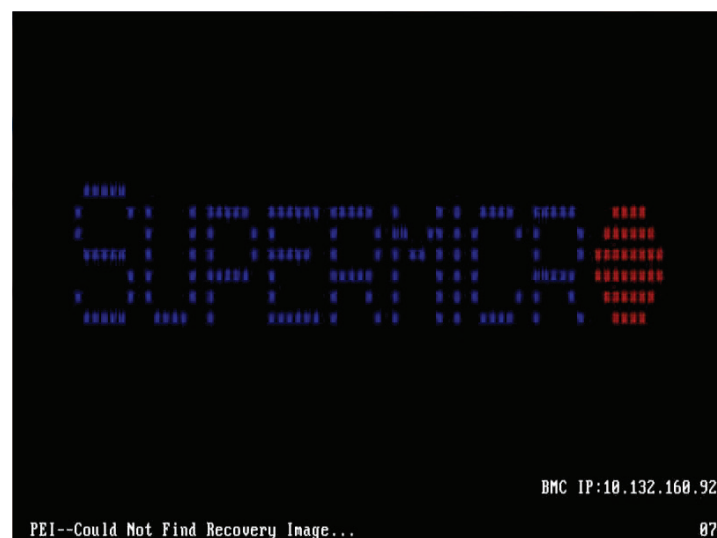 SUPERMICR●
BMC IP:10.132.160.92
PEI--Could Not Find Recovery Image... 07